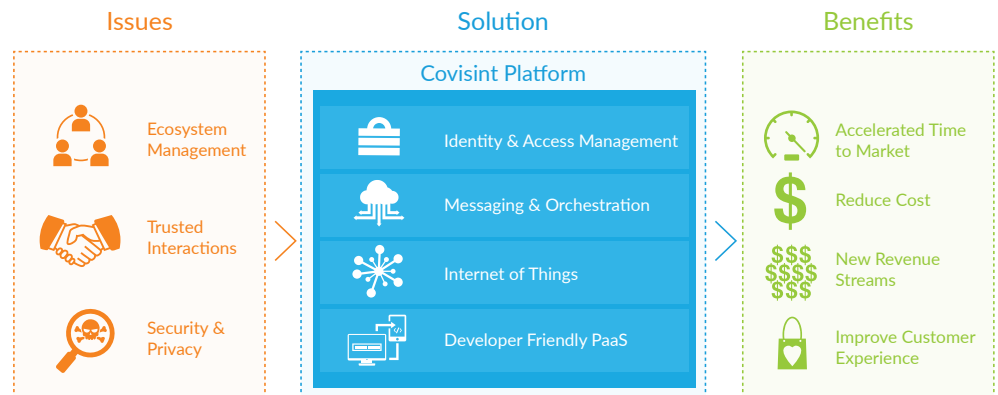 Issues
Ecosystem
Management
Trusted
Interactions
Security &
Privacy
Solution
Covisint Platform
Identity & Access Management
Messaging & Orchestration
Internet of Things
Developer Friendly PaaS
Benefits
Accelerated Time
to Market
$
Reduce Cost
$$$
$$$$
$$$
New Revenue
Streams
Improve Customer
Experience